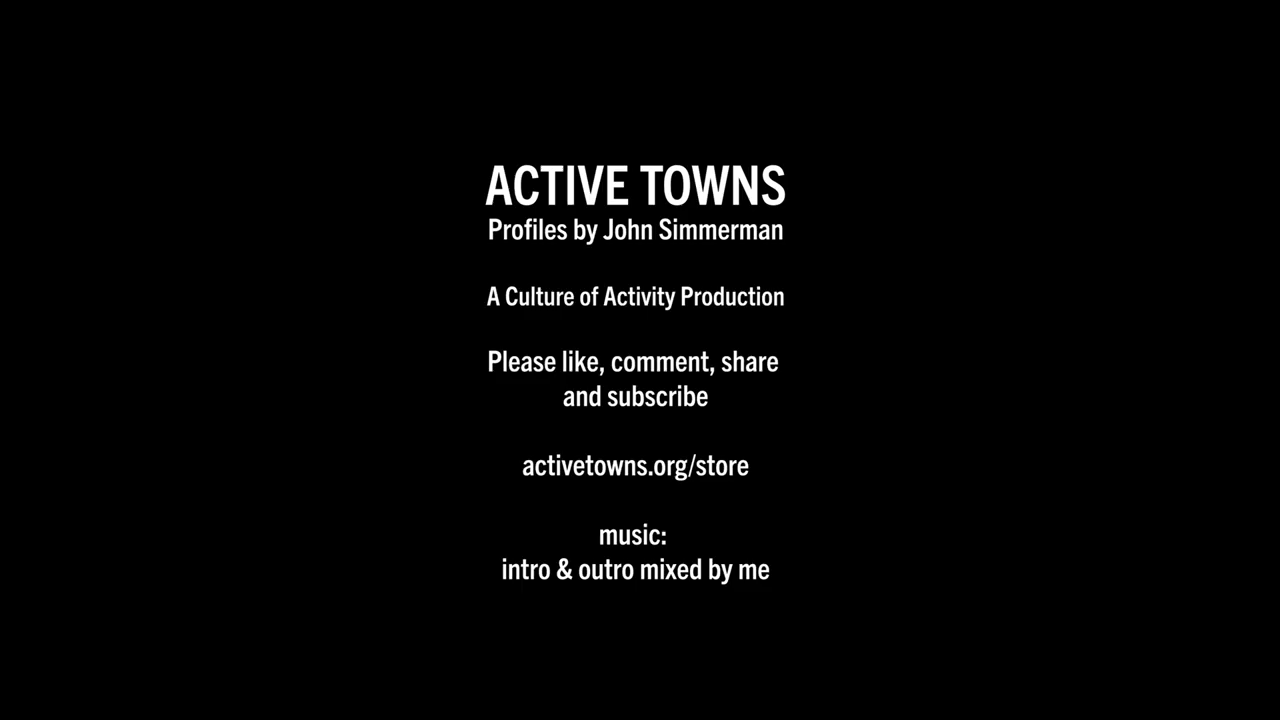 ACTIVE TOWNS
Profiles by John Simmerman
A Culture of Activity Production
Please like, comment, share
and subscribe
activetowns.org/store
music:
intro & outro mixed by me